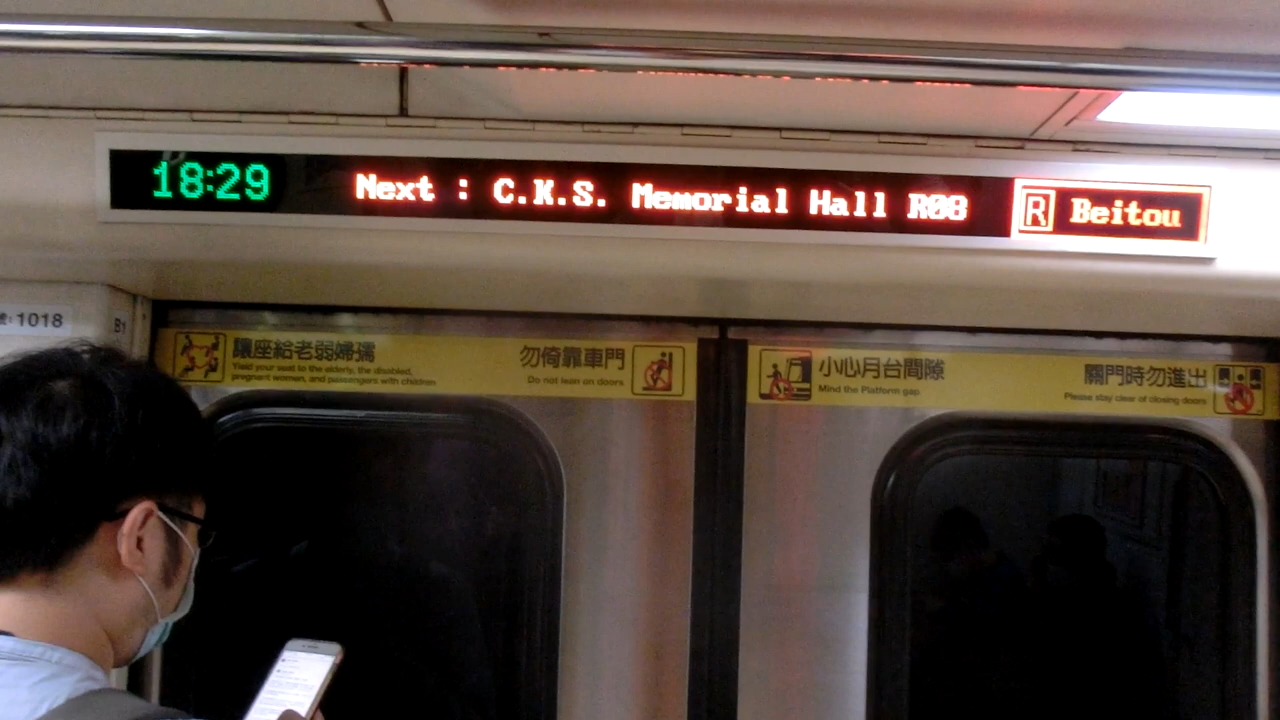 18:29 Next : C.K.S. Memorial Hall R08 R Beitou
號:1018
B1
讓座給老弱婦孺
Yield your seat to the elderly, the disabled,
pregnant woman, and passengers with children
勿倚靠車門
Do not lean on doors
小心月台間隙
Mind the Platform gap
關門時勿進出
Please stay clear of closing doors